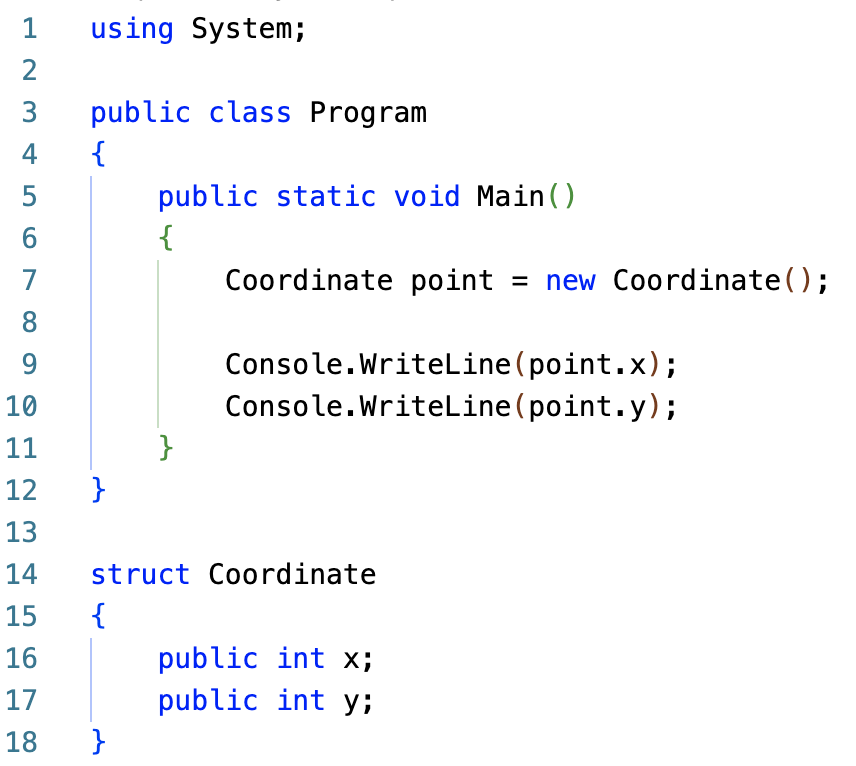 1 using System;
2
3 public class Program
4 {
5     public static void Main()
6     {
7         Coordinate point = new Coordinate();
8
9         Console.WriteLine(point.x);
10         Console.WriteLine(point.y);
11     }
12 }
13
14 struct Coordinate
15 {
16     public int x;
17     public int y;
18 }